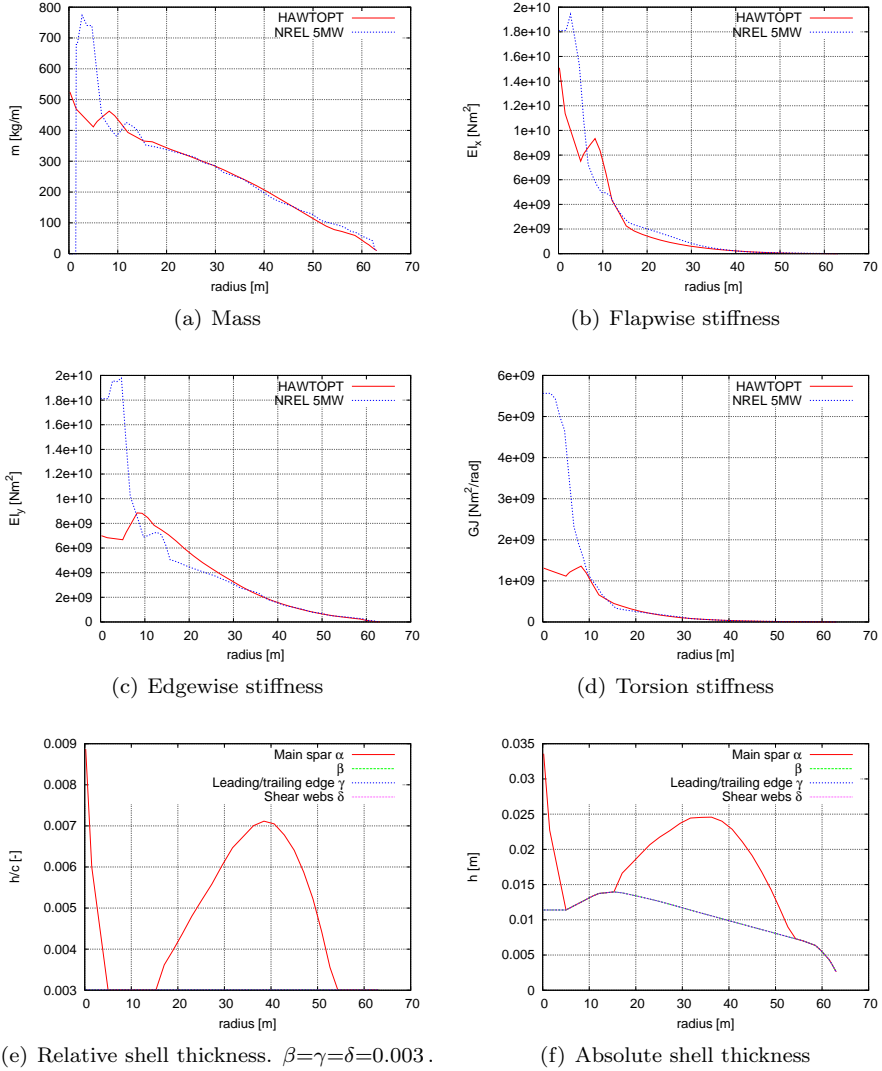 800
700
600
500
400
300
200
100
0
m [kg/m]
0 10 20 30 40 50 60 70
radius [m]
HAWTOPT
NREL 5MW
(a) Mass
2e+10
1.8e+10
1.6e+10
1.4e+10
1.2e+10
1e+10
8e+09
6e+09
4e+09
2e+09
0
EIx [Nm2]
0 10 20 30 40 50 60 70
radius [m]
HAWTOPT
NREL 5MW
(b) Flapwise stiffness
2e+10
1.8e+10
1.6e+10
1.4e+10
1.2e+10
1e+10
8e+09
6e+09
4e+09
2e+09
0
EIy [Nm2]
0 10 20 30 40 50 60 70
radius [m]
HAWTOPT
NREL 5MW
(c) Edgewise stiffness
6e+09
5e+09
4e+09
3e+09
2e+09
1e+09
0
GJ [Nm2/rad]
0 10 20 30 40 50 60 70
radius [m]
HAWTOPT
NREL 5MW
(d) Torsion stiffness
0.009
0.008
0.007
0.006
0.005
0.004
0.003
h/c [-]
0 10 20 30 40 50 60 70
radius [m]
Main spar α
β
Leading/trailing edge γ
Shear webs δ
(e) Relative shell thickness. β=γ=δ=0.003.
0.035
0.03
0.025
0.02
0.015
0.01
0.005
0
h [m]
0 10 20 30 40 50 60 70
radius [m]
Main spar α
β
Leading/trailing edge γ
Shear webs δ
(f) Absolute shell thickness